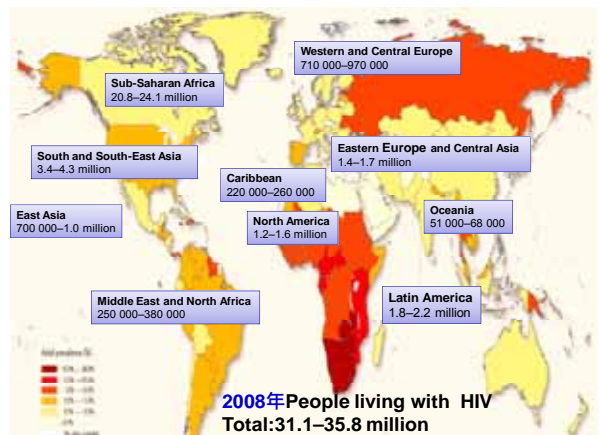 Western and Central Europe
710 000–970 000
Sub-Saharan Africa
20.8–24.1 million
Eastern Europe and Central Asia
1.4–1.7 million
South and South-East Asia
3.4–4.3 million
Caribbean
220 000–260 000
Oceania
51 000–68 000
East Asia
700 000–1.0 million
North America
1.2–1.6 million
Middle East and North Africa
250 000–380 000
Latin America
1.8–2.2 million
2008年People living with HIV
Total:31.1–35.8 million